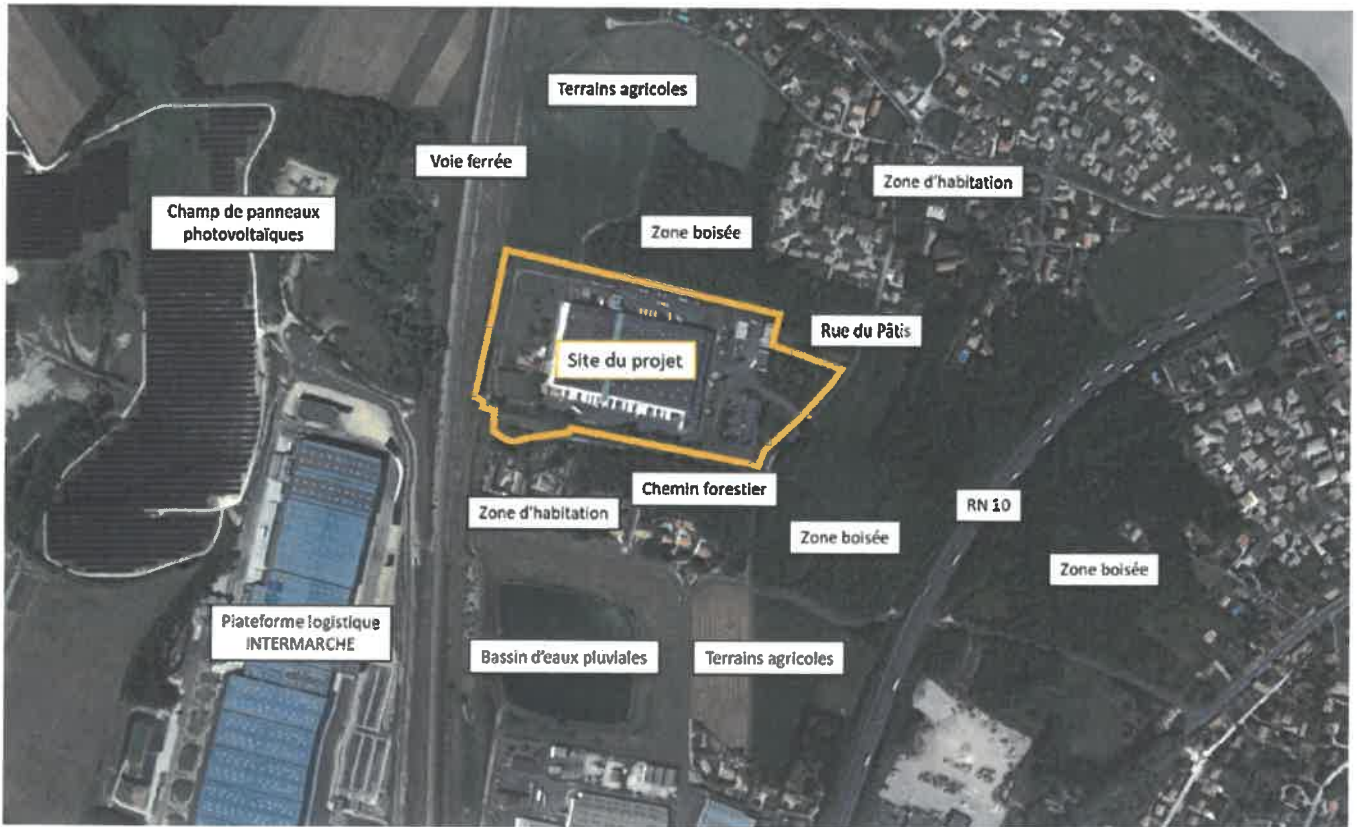 Terrains agricoles
Voie ferrée
Zone d'habitation
Champ de panneaux
photovoltaïques
Zone boisée
Rue du Pâtis
Site du projet
Chemin forestier
Zone d'habitation
RN 10
Zone boisée
Zone boisée
Plateforme logistique
INTERMARCHE
Bassin d'eaux pluviales
Terrains agricoles